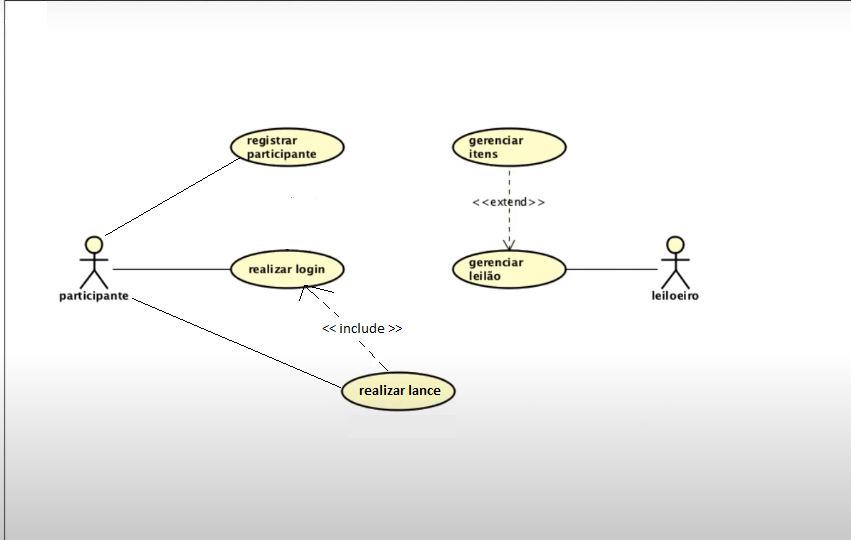 registrar
participante
gerenciar
itens
<<extend>>
realizar login
gerenciar
leilão
participante
leiloeiro
<< include >>
realizar lance